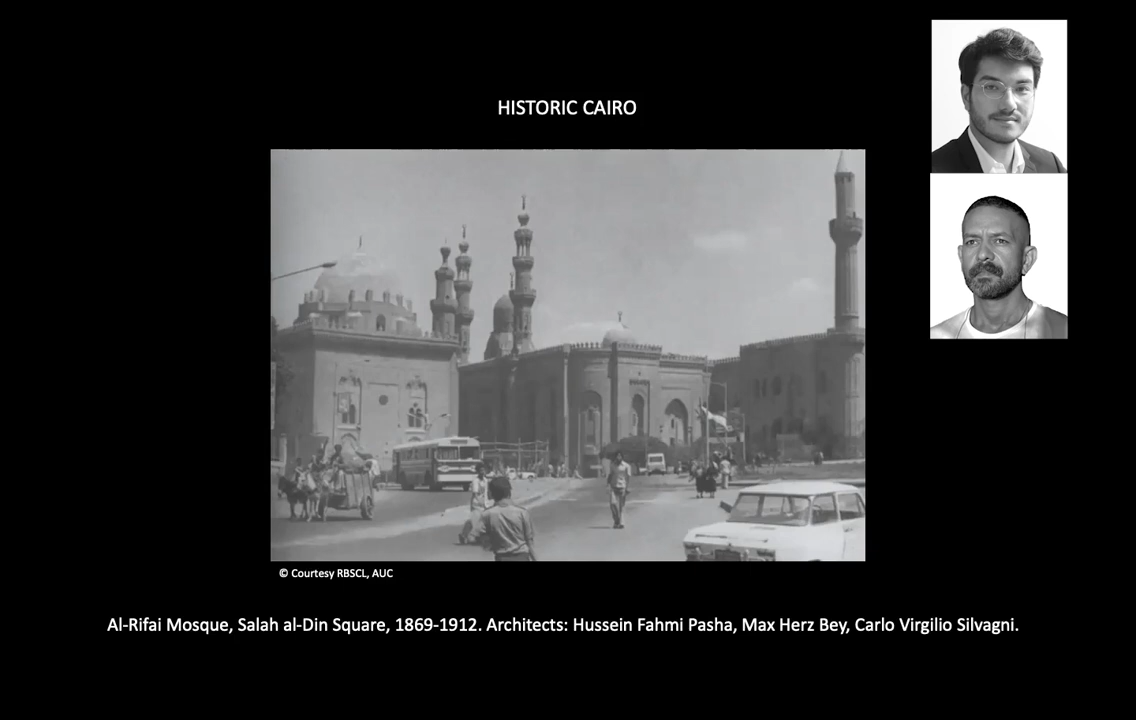 HISTORIC CAIRO
© Courtesy RBSCL, AUC
Al-Rifai Mosque, Salah al-Din Square, 1869-1912. Architects: Hussein Fahmi Pasha, Max Herz Bey, Carlo Virgilio Silvagni.